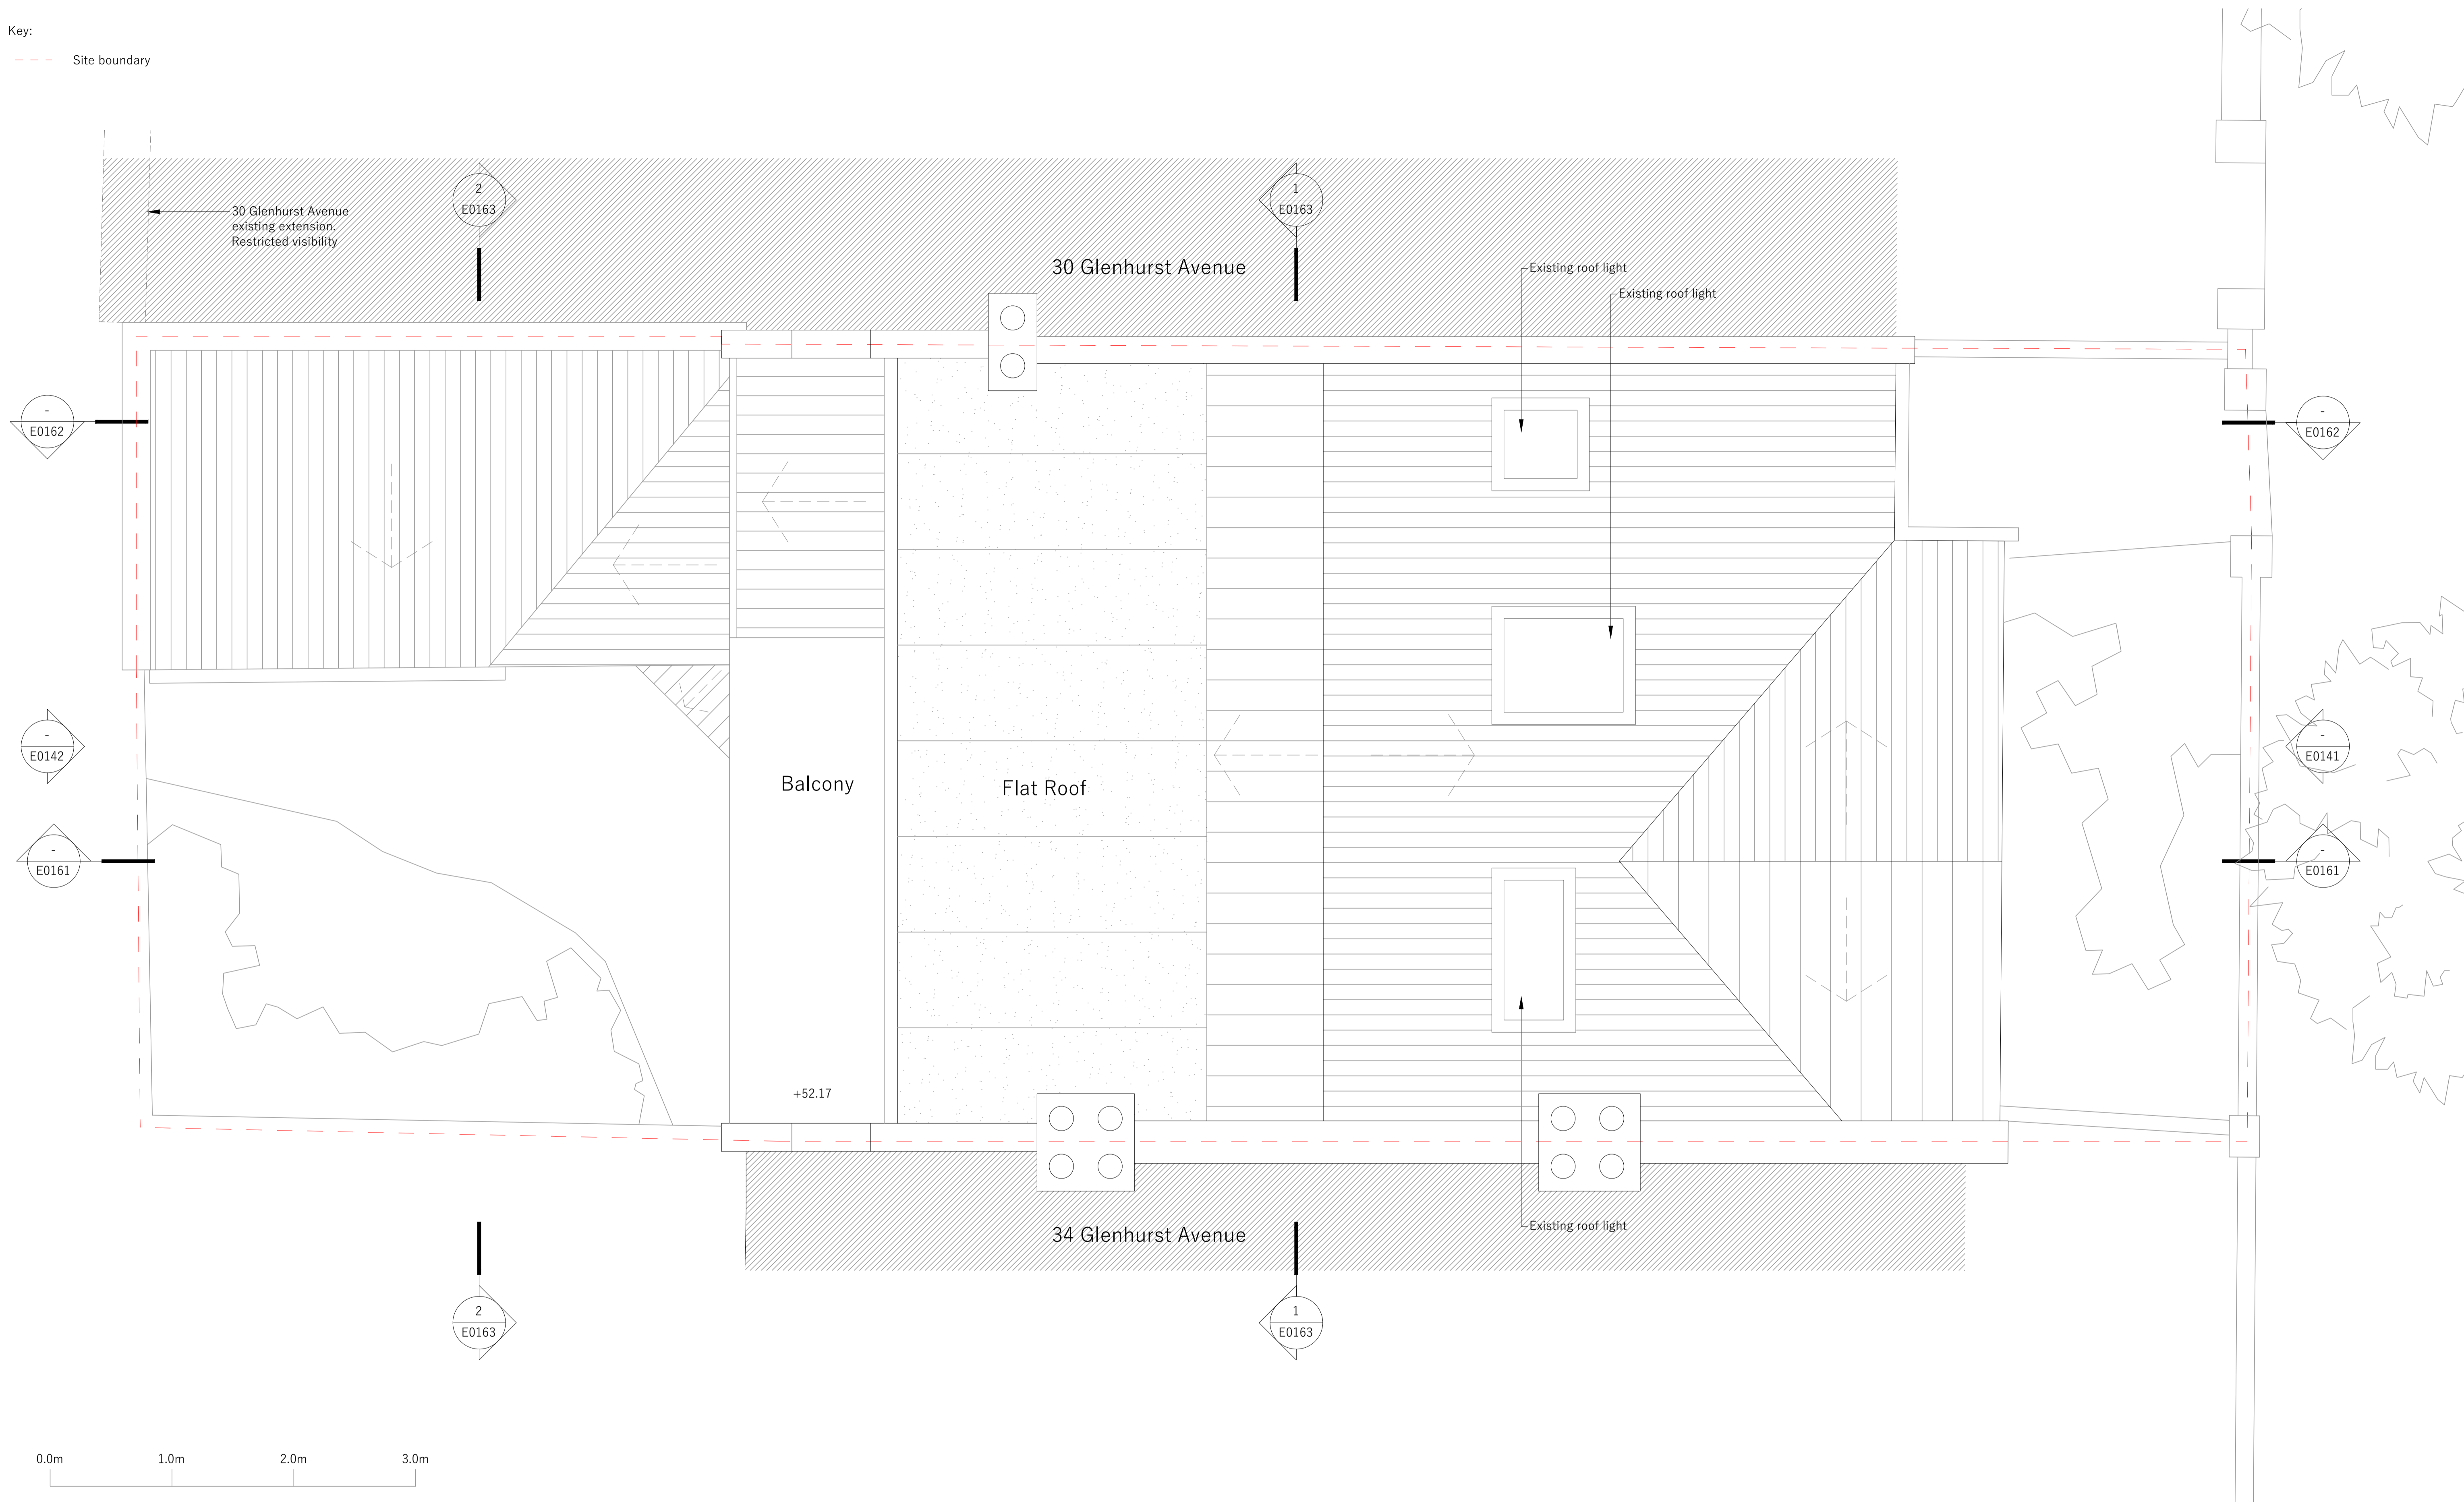 Key:
Site boundary
2
E0163
1
E0163
30 Glenhurst Avenue
existing extension.
Restricted visibility
30 Glenhurst Avenue
Existing roof light
Existing roof light
-
E0162
-
E0162
-
E0142
-
E0141
Balcony
Flat Roof
-
E0161
-
E0161
+52.17
34 Glenhurst Avenue
Existing roof light
2
E0163
1
E0163
0.0m
1.0m
2.0m
3.0m